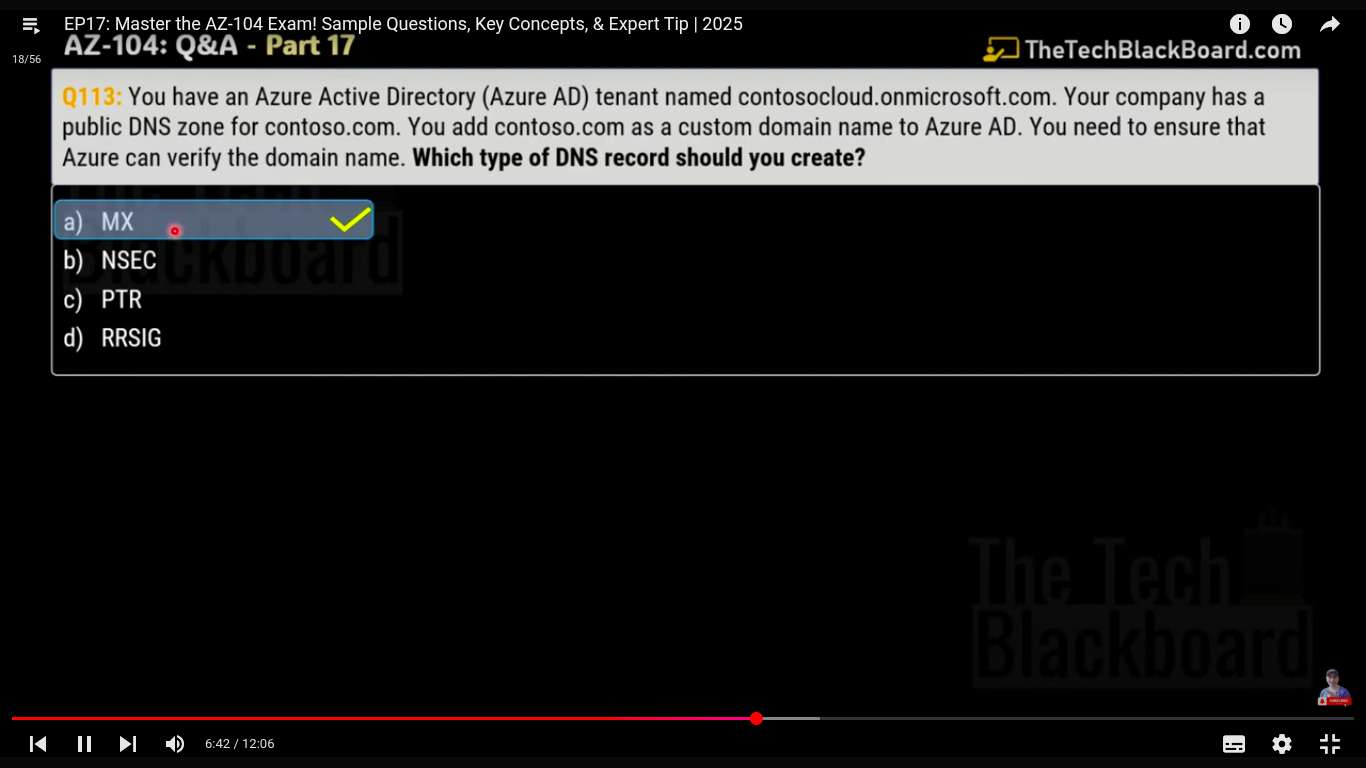 EP17: Master the AZ-104 Exam! Sample Questions, Key Concepts, & Expert Tip | 2025
18/56
AZ-104: Q&A - Part 17
TheTechBlackBoard.com
Q113: You have an Azure Active Directory (Azure AD) tenant named contosocloud.onmicrosoft.com. Your company has a
public DNS zone for contoso.com. You add contoso.com as a custom domain name to Azure AD. You need to ensure that
Azure can verify the domain name. Which type of DNS record should you create?
a) MX
b) NSEC
c) PTR
d) RRSIG
Blackboard
The Tech
Blackboard
6:42 / 12:06